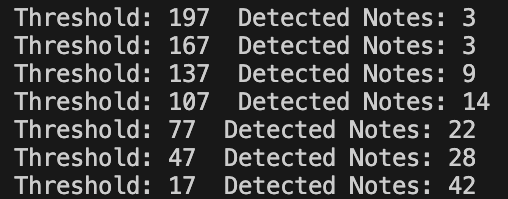 Threshold: 197  Detected Notes: 3
Threshold: 167  Detected Notes: 3
Threshold: 137  Detected Notes: 9
Threshold: 107  Detected Notes: 14
Threshold: 77  Detected Notes: 22
Threshold: 47  Detected Notes: 28
Threshold: 17  Detected Notes: 42